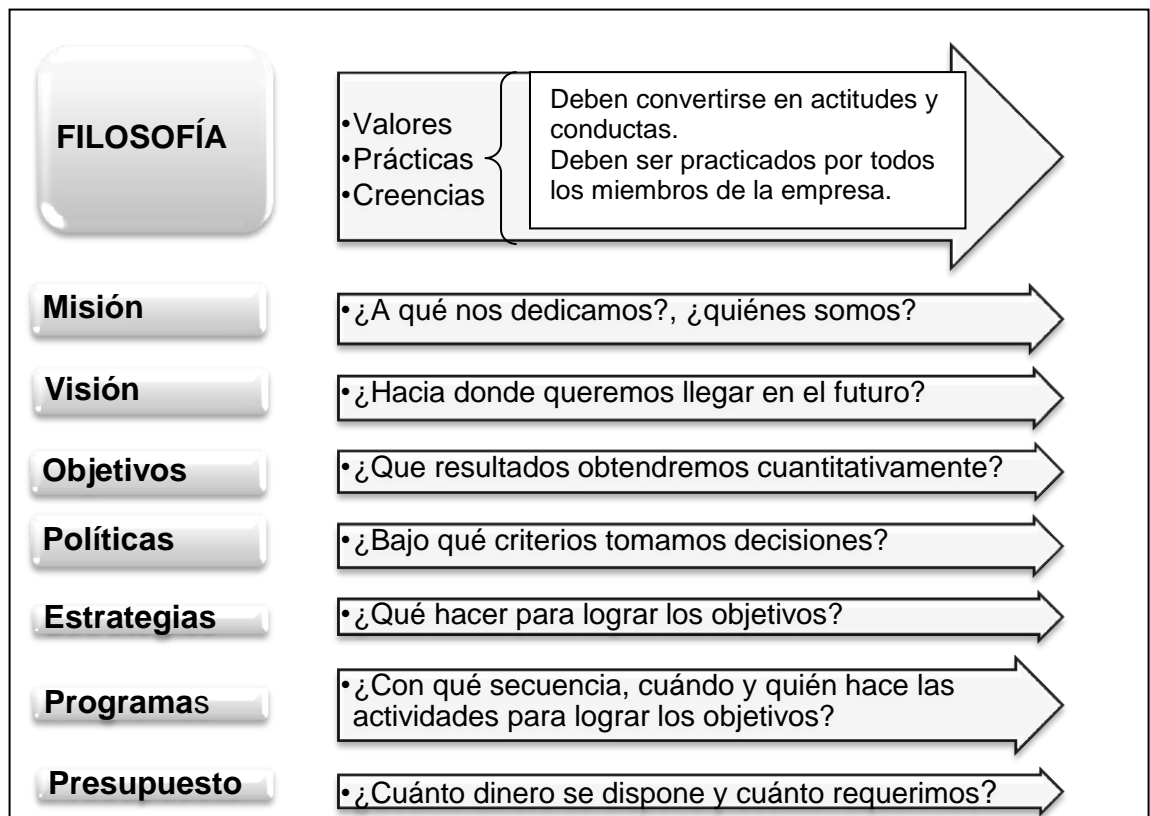 FILOSOFÍA
•Valores
•Prácticas
•Creencias
Deben convertirse en actitudes y
conductas.
Deben ser practicados por todos
los miembros de la empresa.
Misión
•¿A qué nos dedicamos?, ¿quiénes somos?
Visión
•¿Hacia donde queremos llegar en el futuro?
Objetivos
•¿Que resultados obtendremos cuantitativamente?
Políticas
•¿Bajo qué criterios tomamos decisiones?
Estrategias
•¿Qué hacer para lograr los objetivos?
Programas
•¿Con qué secuencia, cuándo y quién hace las
actividades para lograr los objetivos?
Presupuesto
•¿Cuánto dinero se dispone y cuánto requerimos?